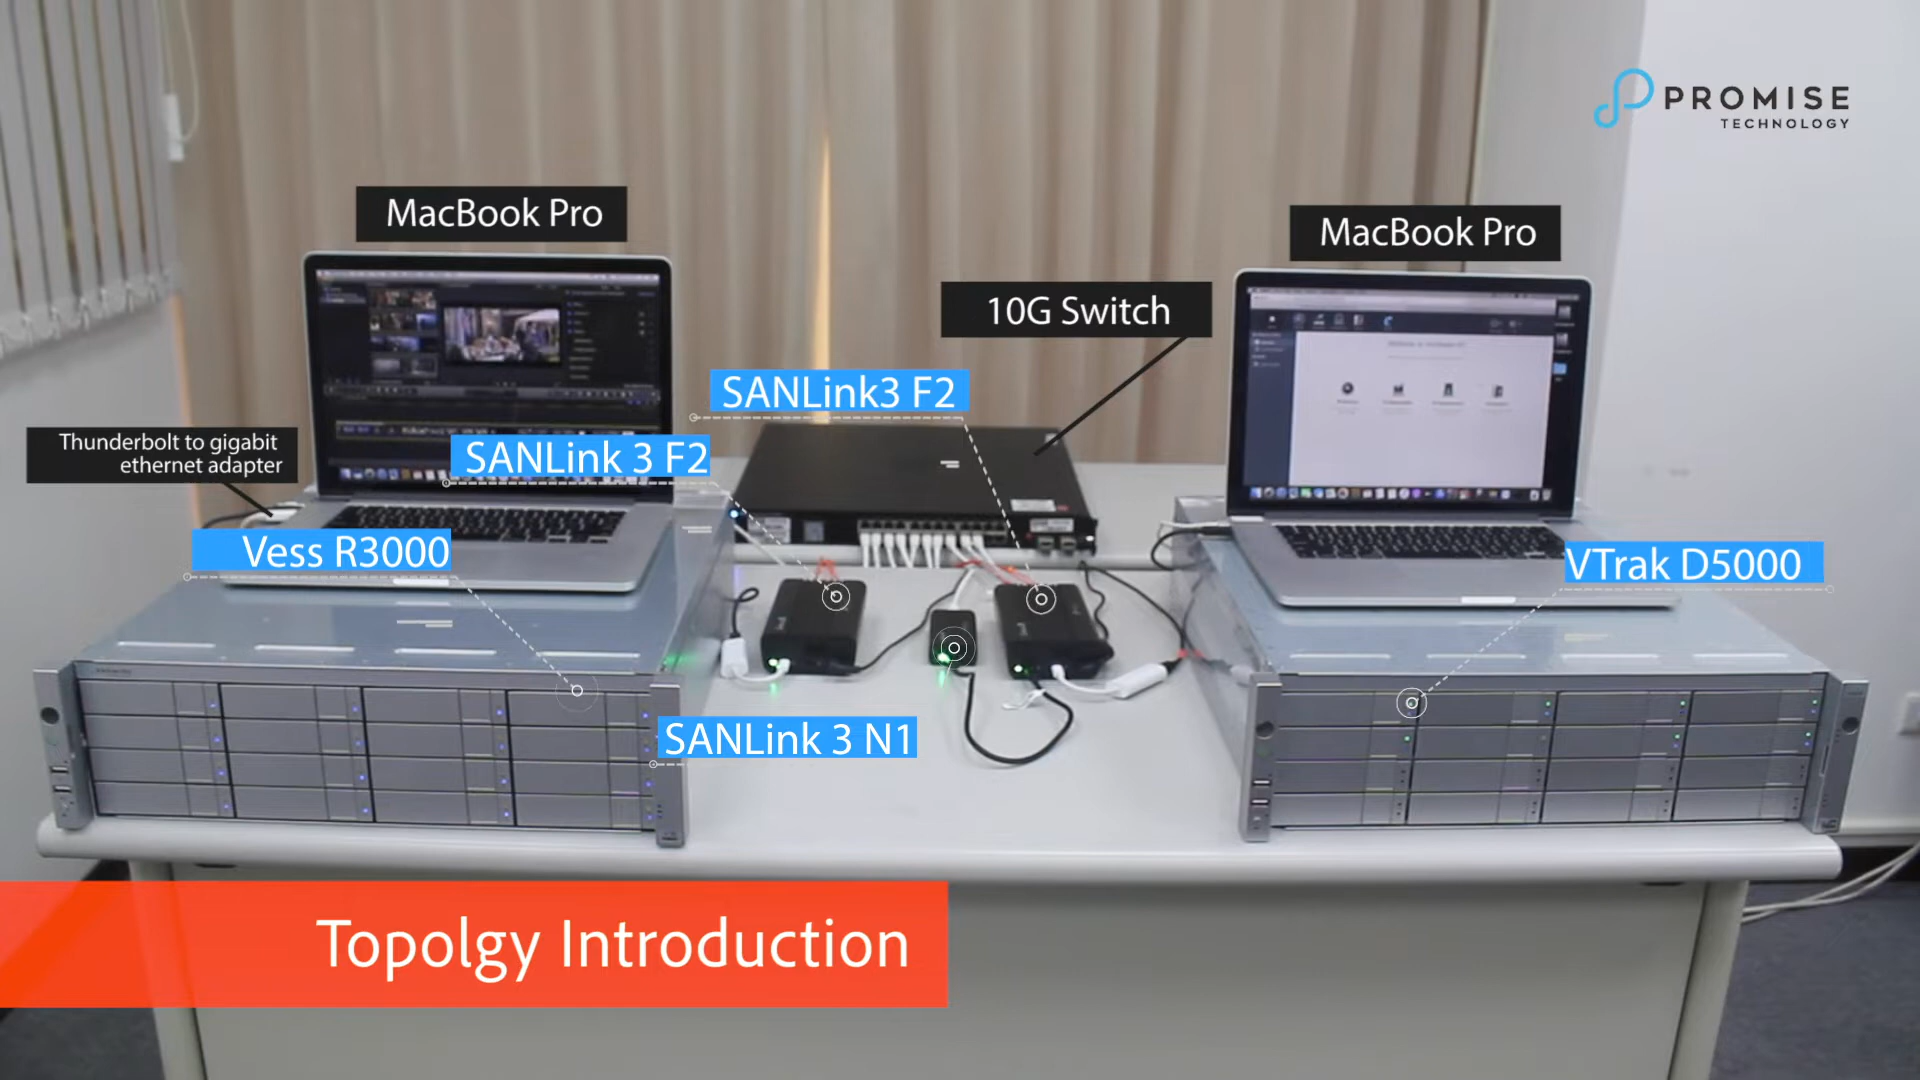 PROMISE
TECHNOLOGY
MacBook Pro
MacBook Pro
10G Switch
SANLink3 F2
SANLink 3 F2
Thunderbolt to gigabit
ethernet adapter
Vess R3000
VTrak D5000
SANLink 3 N1
Topolgy Introduction